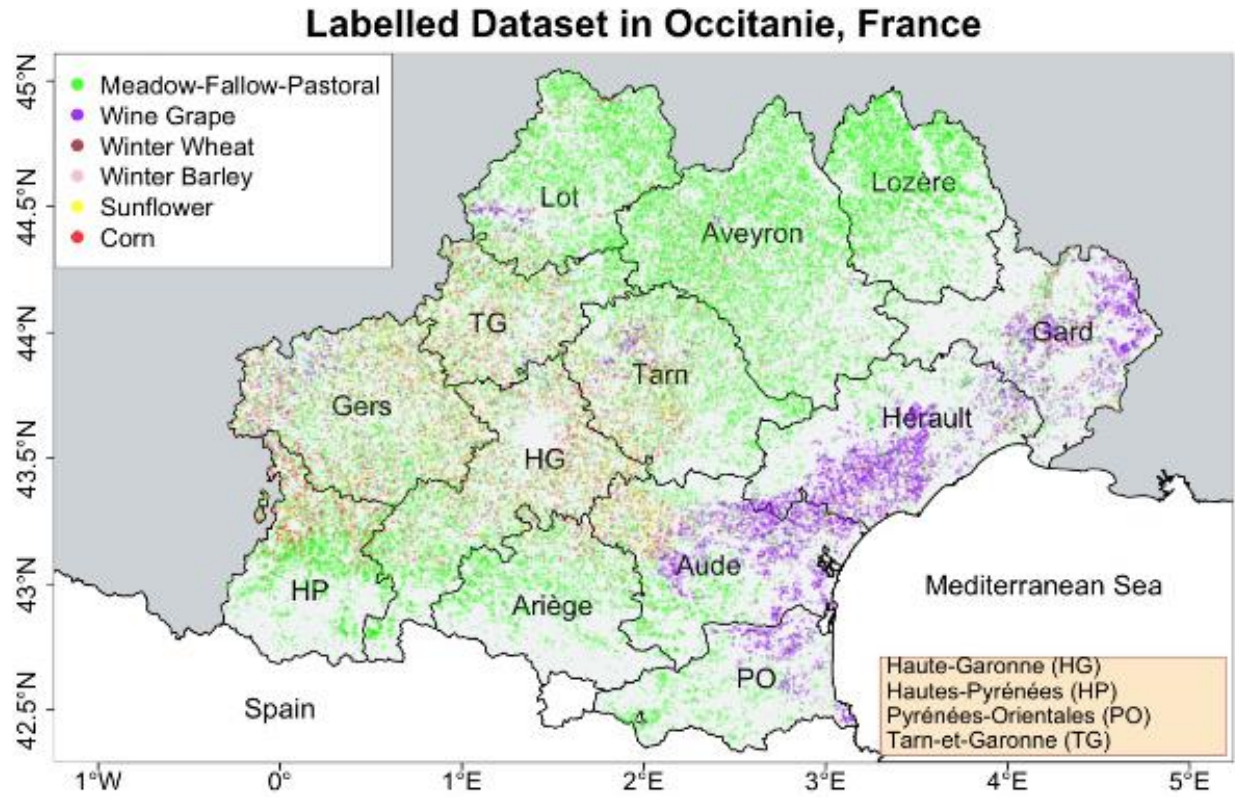 Labelled Dataset in Occitanie, France
Meadow-Fallow-Pastoral
Wine Grape
Winter Wheat
Winter Barley
Sunflower
Corn
45°N
44.5°N
44°N
43.5°N
43°N
42.5°N
Lot
Aveyron
Lozère
TG
Gard
Tarn
Gers
Hérault
HG
Aude
HP
Ariège
Mediterranean Sea
PO
Spain
Haute-Garonne (HG)
Hautes-Pyrénées (HP)
Pyrénées-Orientales (PO)
Tarn-et-Garonne (TG)
1°W 0° 1°E 2°E 3°E 4°E 5°E